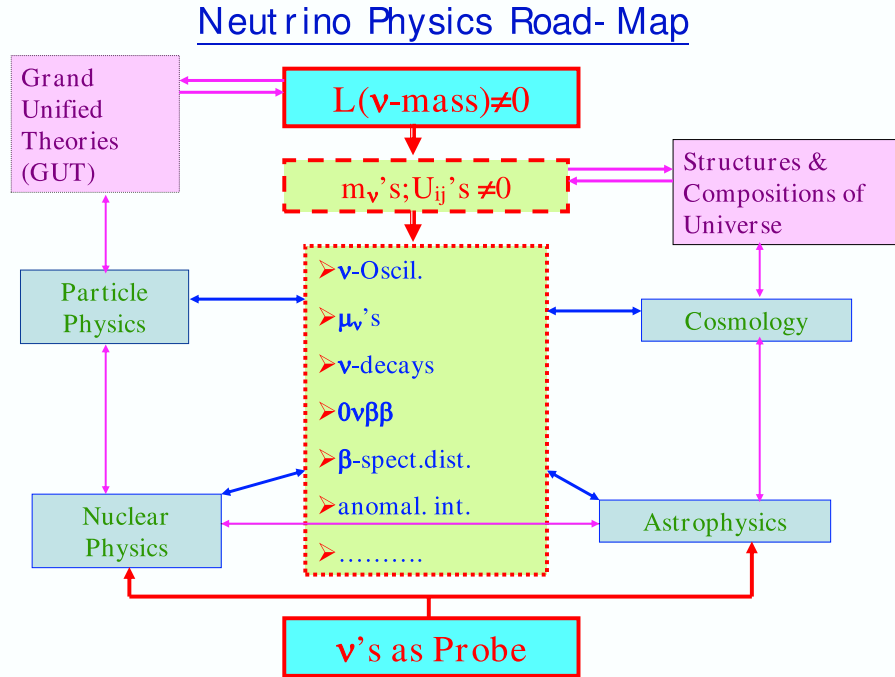 Neutrino Physics Road-Map
Grand
Unified
Theories
(GUT)
L(ν-mass)≠0
mν's;Uij's ≠0
Structures &
Compositions of
Universe
➢ν-Oscil.
➢μν's
➢ν-decays
➢0νββ
➢β-spect.dist.
➢anomal. int.
➢……….
Particle
Physics
Cosmology
Nuclear
Physics
Astrophysics
ν's as Probe